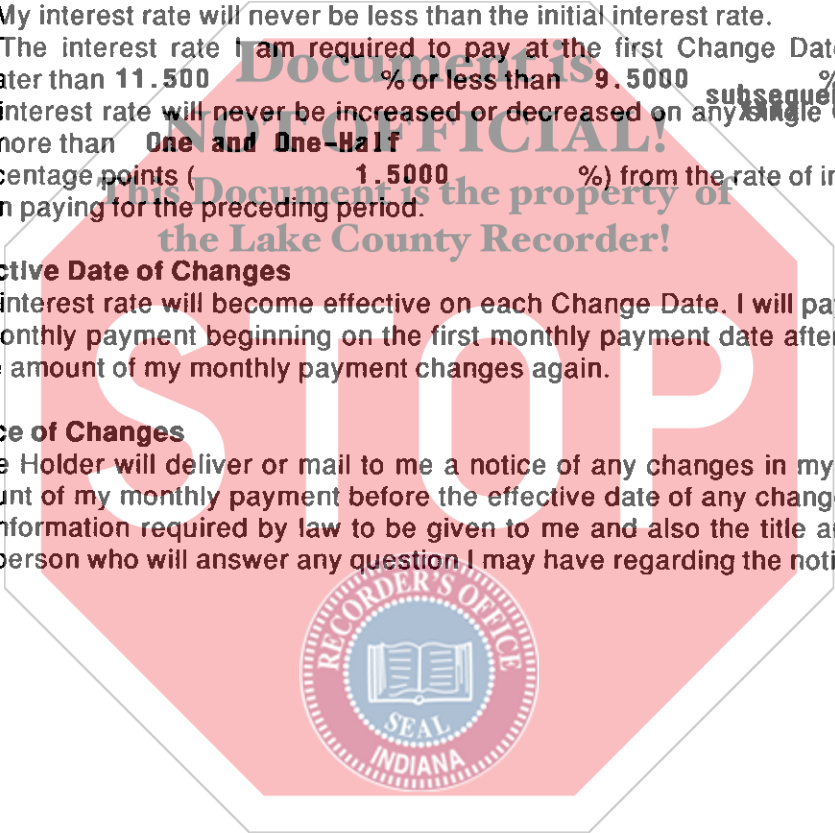 My interest rate will never be less than the initial interest rate.
The interest rate I am required to pay at the first Change Dat
ater than 11.500 % or less than 9.5000 %
subseque
interest rate will never be increased or decreased on any single
more than One and One-Half
centage points ( 1.5000 %) from the rate of in
n paying for the preceding period.
ctive Date of Changes
interest rate will become effective on each Change Date. I will pa
onthly payment beginning on the first monthly payment date after
amount of my monthly payment changes again.
ce of Changes
e Holder will deliver or mail to me a notice of any changes in my
unt of my monthly payment before the effective date of any chang
nformation required by law to be given to me and also the title a
person who will answer any question I may have regarding the noti
Document is
NOT OFFICIAL!
This Document is the property of
the Lake County Recorder!
STOP
RECORDER'S OFFICE
SEAL
INDIANA